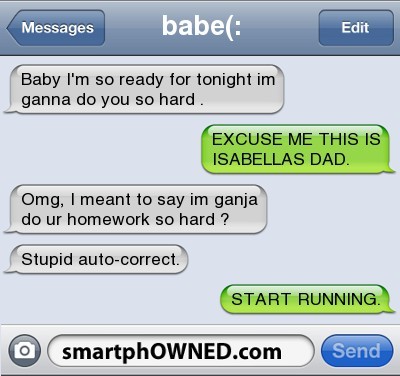 Messages
babe(:
Edit
Baby I'm so ready for tonight im
ganna do you so hard .
EXCUSE ME THIS IS
ISABELLAS DAD.
Omg, I meant to say im ganja
do ur homework so hard ?
Stupid auto-correct.
START RUNNING.
smartphOWNED.com
Send